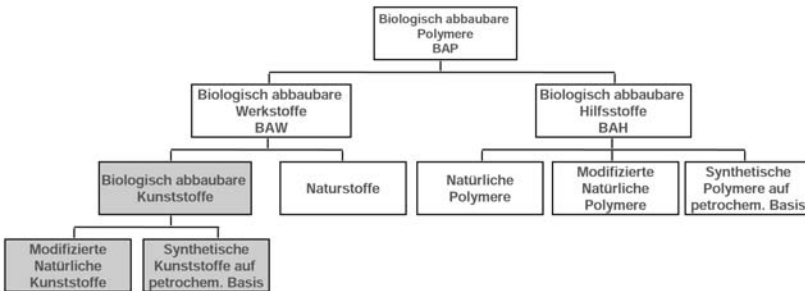 Biologisch abbaubare
Polymere
BAP
Biologisch abbaubare
Werkstoffe
BAW
Biologisch abbaubare
Hilfsstoffe
BAH
Biologisch abbaubare
Kunststoffe
Naturstoffe
Natürliche
Polymere
Modifizierte
Natürliche
Polymere
Synthetische
Polymere auf
petrochem. Basis
Modifizierte
Natürliche
Kunststoffe
Synthetische
Kunststoffe auf
petrochem. Basis